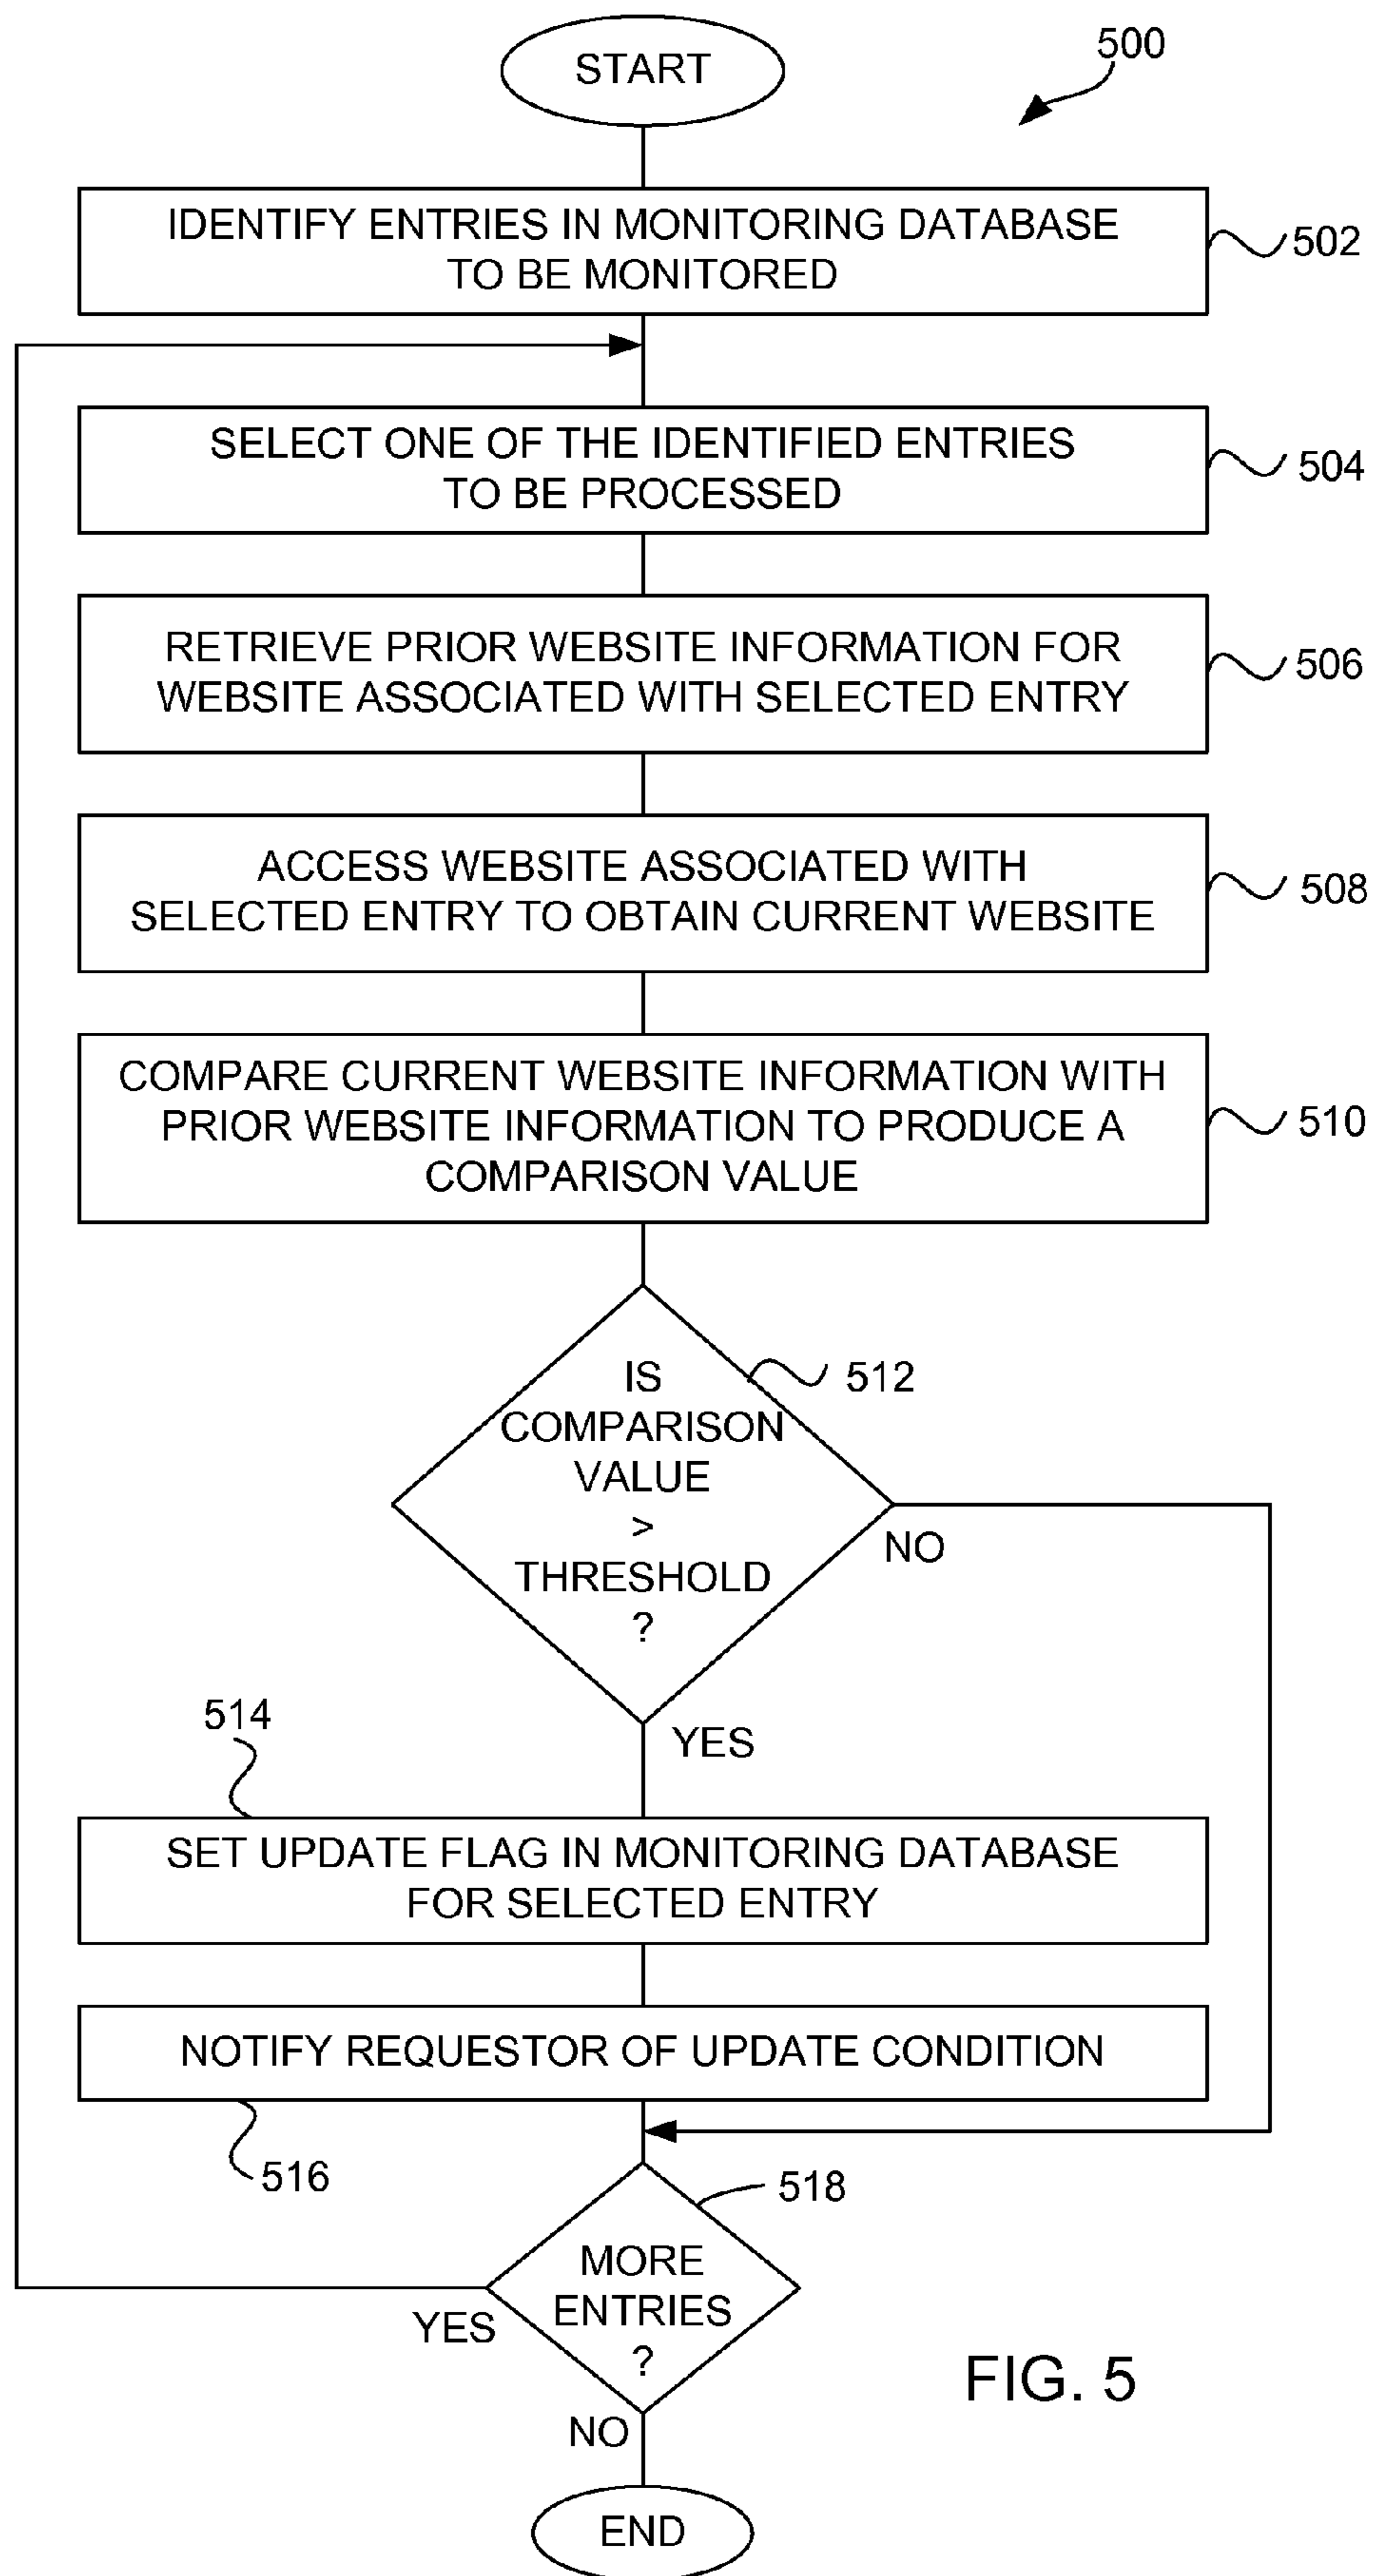 START
500
IDENTIFY ENTRIES IN MONITORING DATABASE
TO BE MONITORED
502
SELECT ONE OF THE IDENTIFIED ENTRIES
TO BE PROCESSED
504
RETRIEVE PRIOR WEBSITE INFORMATION FOR
WEBSITE ASSOCIATED WITH SELECTED ENTRY
506
ACCESS WEBSITE ASSOCIATED WITH
SELECTED ENTRY TO OBTAIN CURRENT WEBSITE
508
COMPARE CURRENT WEBSITE INFORMATION WITH
PRIOR WEBSITE INFORMATION TO PRODUCE A
COMPARISON VALUE
510
IS
COMPARISON
VALUE
>
THRESHOLD
?
512
NO
YES
514
SET UPDATE FLAG IN MONITORING DATABASE
FOR SELECTED ENTRY
NOTIFY REQUESTOR OF UPDATE CONDITION
516
518
MORE
ENTRIES
?
YES
NO
FIG. 5
END